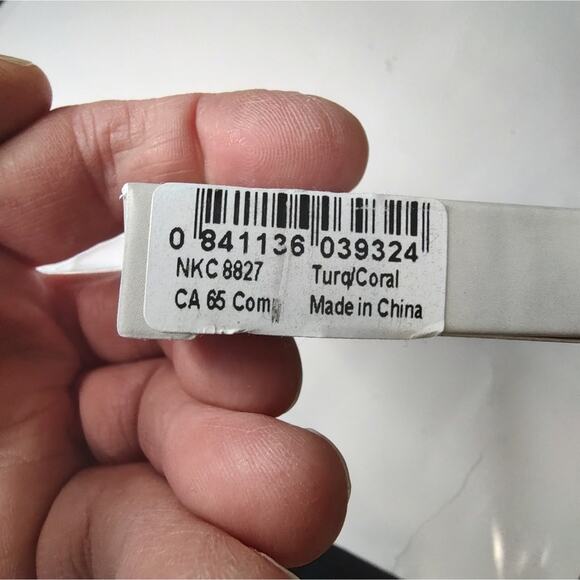 0 841136 039324
NKC 8827 Turq/Coral
CA 65 Com Made in China